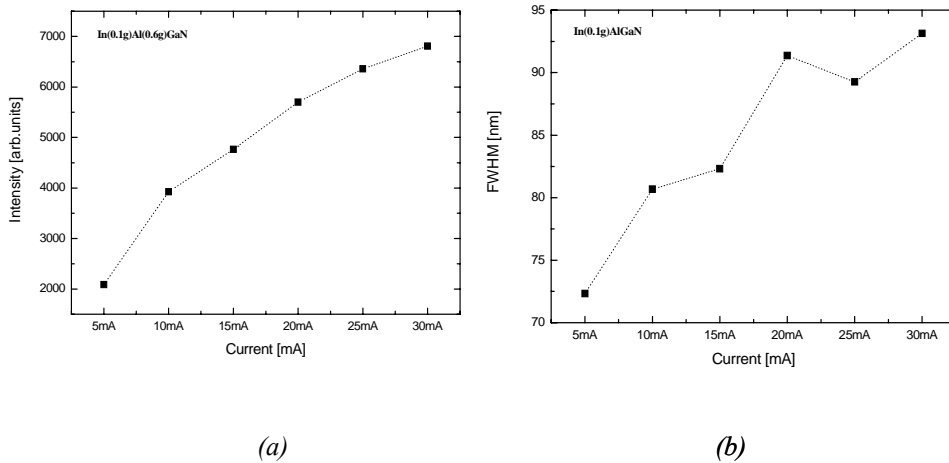 In(0.1g)Al(0.6g)GaN
7000
6000
5000
4000
3000
2000
Intensity [arb.units]
5mA 10mA 15mA 20mA 25mA 30mA
Current [mA]
(a)
In(0.1g)AlGaN
95
90
85
80
75
70
FWHM [nm]
5mA 10mA 15mA 20mA 25mA 30mA
Current [mA]
(b)